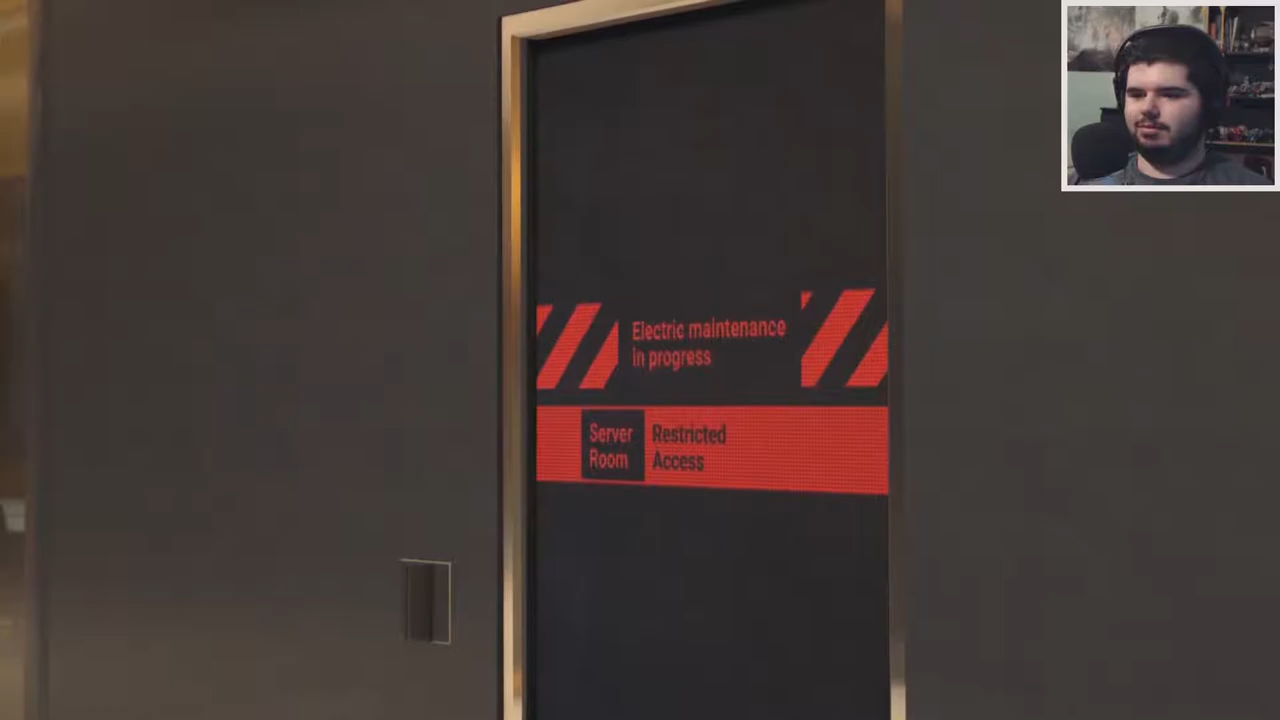 Electric maintenance
in progress
Server
Room
Restricted
Access